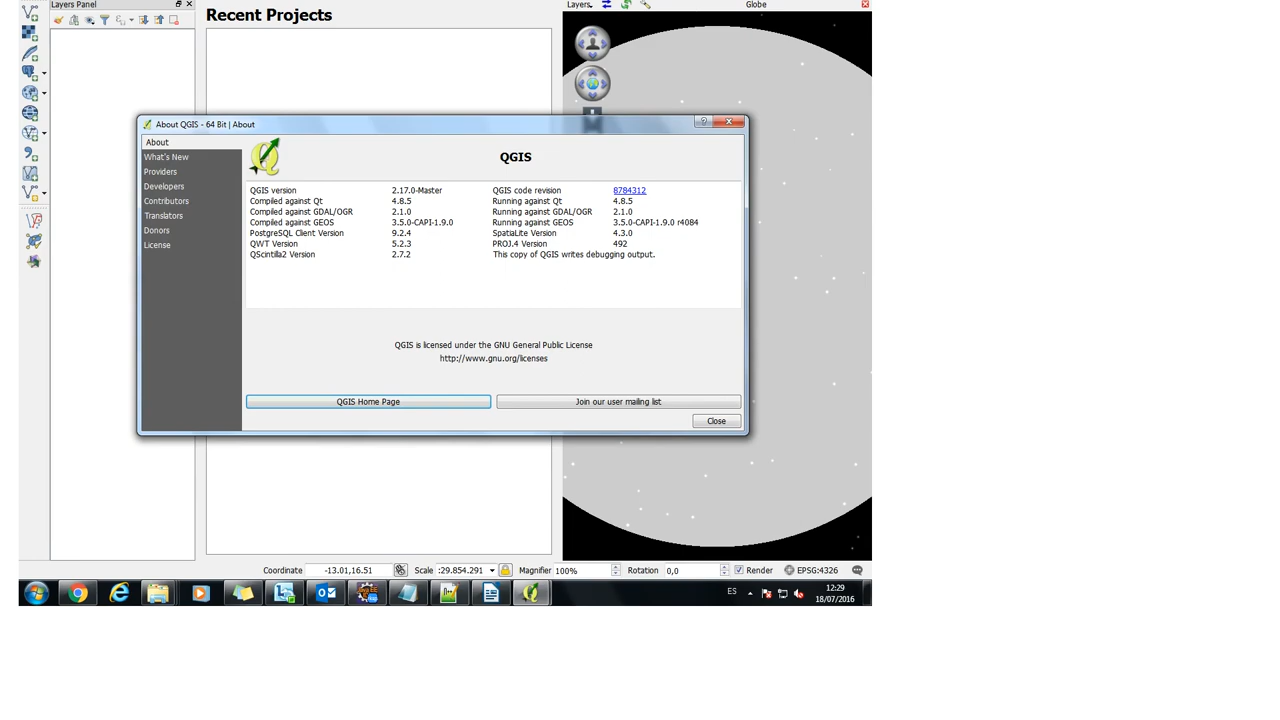 Layers Panel
Recent Projects
Layers
Globe
About QGIS - 64 Bit | About
About
What's New
Providers
Developers
Contributors
Translators
Donors
License
QGIS
QGIS version 2.17.0-Master QGIS code revision 8784312
Compiled against Qt 4.8.5 Running against Qt 4.8.5
Compiled against GDAL/OGR 2.1.0 Running against GDAL/OGR 2.1.0
Compiled against GEOS 3.5.0-CAPI-1.9.0 Running against GEOS 3.5.0-CAPI-1.9.0 r4084
PostgreSQL Client Version 9.2.4 SpatiaLite Version 4.3.0
QWT Version 5.2.3 PROJ.4 Version 492
QScintilla2 Version 2.7.2 This copy of QGIS writes debugging output.
QGIS is licensed under the GNU General Public License
http://www.gnu.org/licenses
QGIS Home Page Join our user mailing list
Close
Coordinate -13.01,16.51 Scale :29.854.291 Magnifier 100% Rotation 0,0 Render EPSG:4326
ES
12:29
18/07/2016